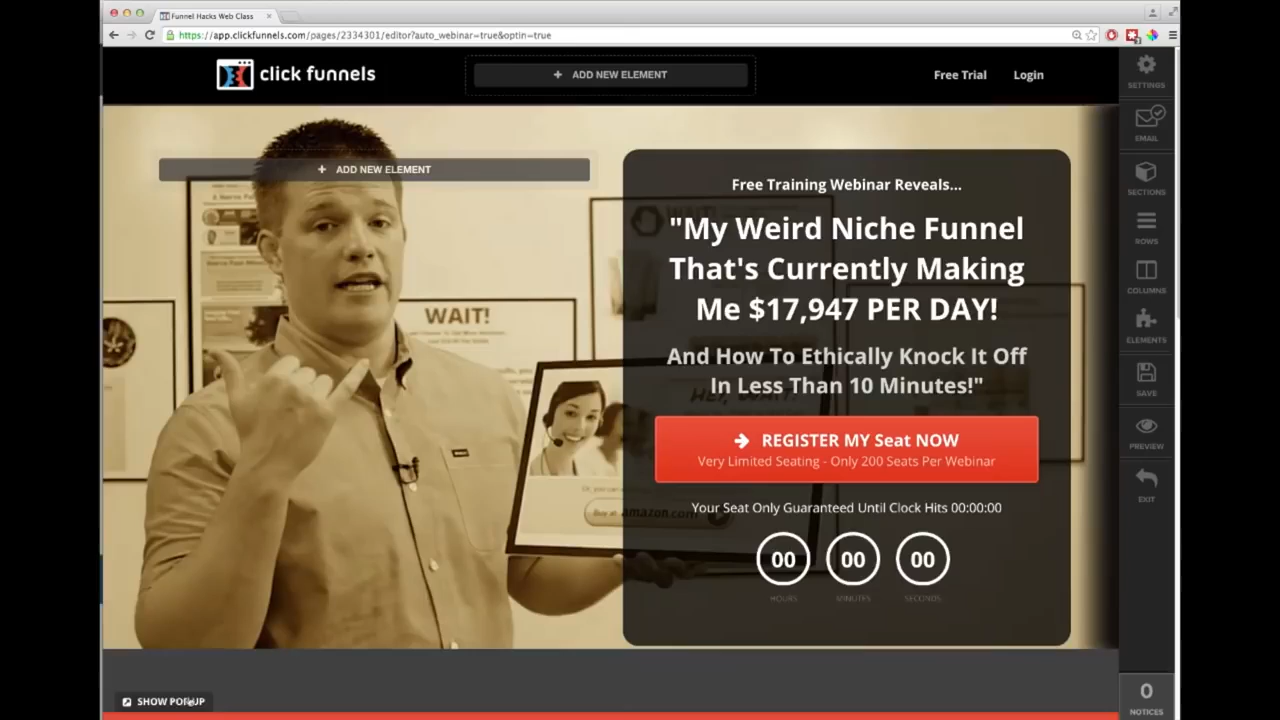 Funnel Hacks Web Class
https://app.clickfunnels.com/pages/2334301/editor?auto_webinar=true&optin=true
click funnels
ADD NEW ELEMENT
Free Trial
Login
SETTINGS
EMAIL
SECTIONS
ROWS
COLUMNS
ELEMENTS
SAVE
PREVIEW
EXIT
ADD NEW ELEMENT
WAIT!
Buy at amazon.com
Free Training Webinar Reveals...
"My Weird Niche Funnel
That's Currently Making
Me $17,947 PER DAY!
And How To Ethically Knock It Off
In Less Than 10 Minutes!"
REGISTER MY Seat NOW
Very Limited Seating - Only 200 Seats Per Webinar
Your Seat Only Guaranteed Until Clock Hits 00:00:00
00 00 00
HOURS MINUTES SECONDS
SHOW POPUP
0
NOTICES